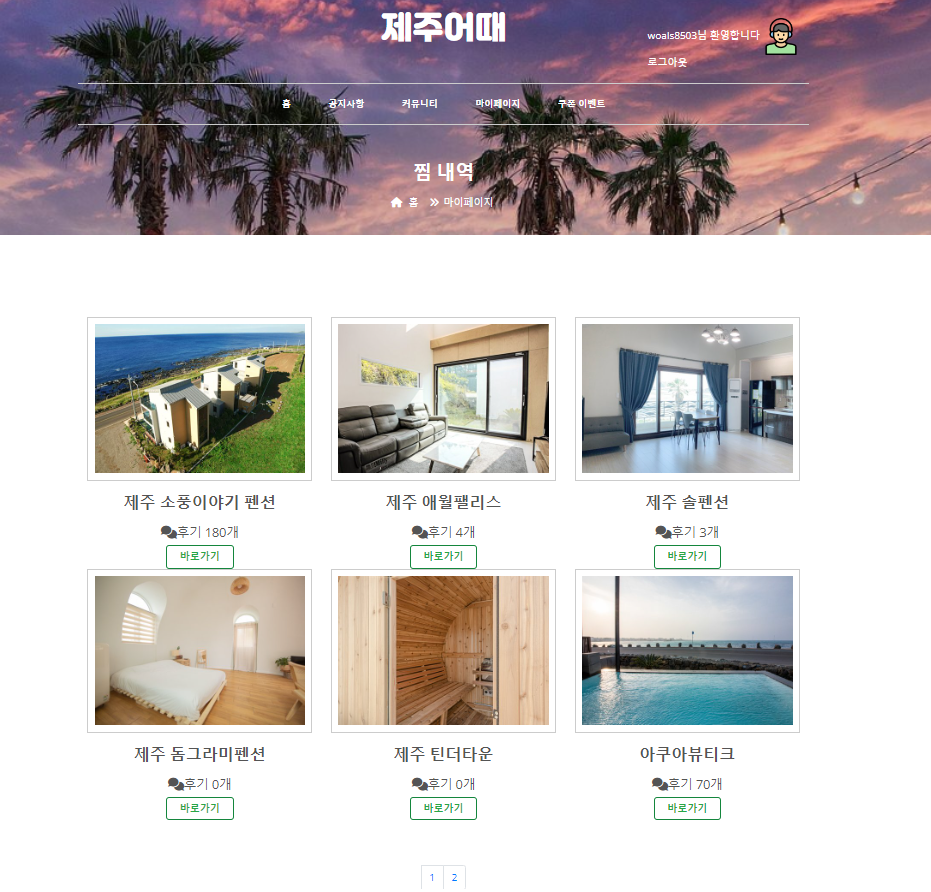 제주어때
woals8503님 환영합니다
로그아웃
홈 공지사항 커뮤니티 마이페이지 쿠폰 이벤트
찜 내역
홈 마이페이지
제주 소풍이야기 펜션 제주 애월팰리스 제주 솔펜션
후기 180개 후기 4개 후기 3개
바로가기 바로가기 바로가기
제주 돔그라미펜션 제주 틴더타운 아쿠아뷰티크
후기 0개 후기 0개 후기 70개
바로가기 바로가기 바로가기
1 2